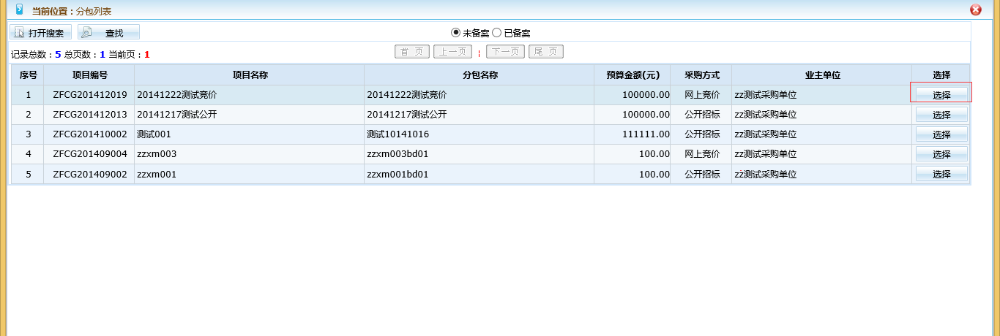 当前位置：分包列表
打开搜索 查找 未备案 已备案
记录总数：5 总页数：1 当前页：1 首 页 上一页 ¦ 下一页 尾 页
序号 项目编号 项目名称 分包名称 预算金额(元) 采购方式 业主单位 选择
1 ZFCG201412019 20141222测试竞价 20141222测试竞价 100000.00 网上竞价 zz测试采购单位 选择
2 ZFCG201412013 20141217测试公开 20141217测试公开 100000.00 公开招标 zz测试采购单位 选择
3 ZFCG201410002 测试001 测试10141016 111111.00 公开招标 zz测试采购单位 选择
4 ZFCG201409004 zzxm003 zzxm003bd01 100.00 网上竞价 zz测试采购单位 选择
5 ZFCG201409002 zzxm001 zzxm001bd01 100.00 公开招标 zz测试采购单位 选择